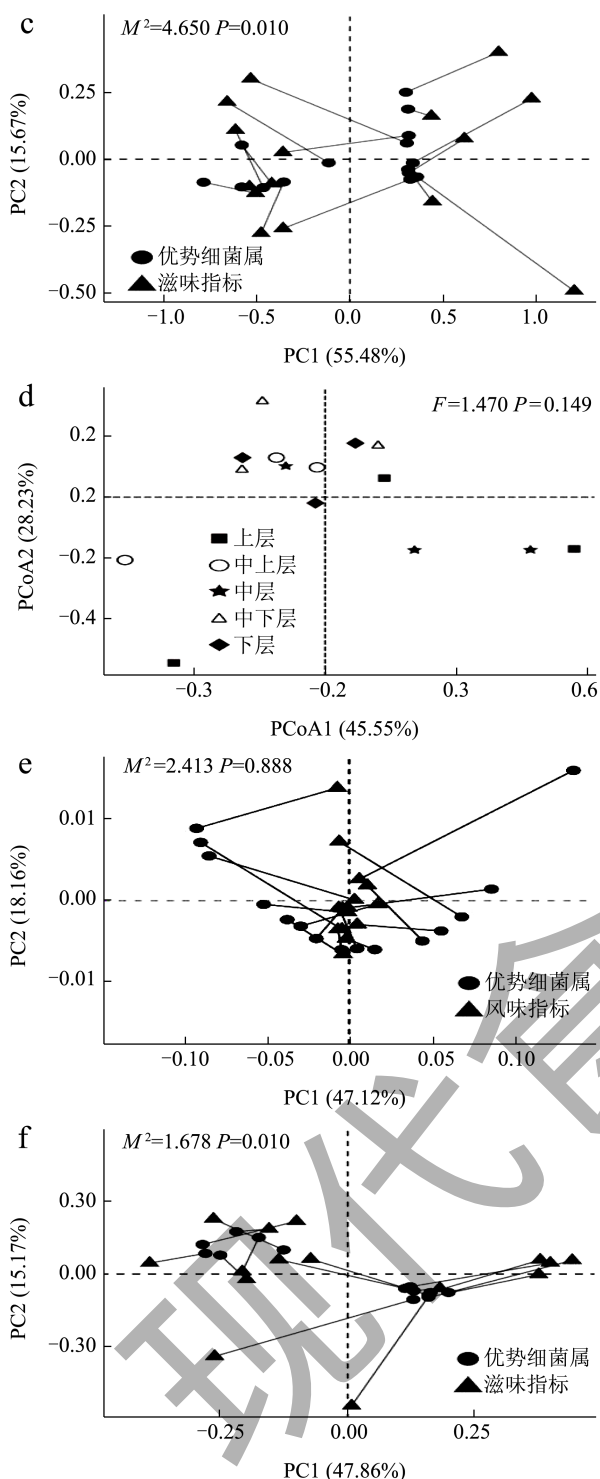 c
M²=4.650 P=0.010
PC2 (15.67%)
0.25
0.00
−0.25
−0.50
优势细菌属
滋味指标
−1.0
−0.5
0.0
0.5
1.0
PC1 (55.48%)
d
F=1.470 P=0.149
PCoA2 (28.23%)
0.2
0.2
−0.2
−0.4
上层
中上层
中层
中下层
下层
−0.3
−0.2
0.3
0.6
PCoA1 (45.55%)
e
M²=2.413 P=0.888
PC2 (18.16%)
0.01
0.00
−0.01
优势细菌属
风味指标
−0.10
−0.05
0.00
0.05
0.10
PC1 (47.12%)
f
M²=1.678 P=0.010
PC2 (15.17%)
0.30
0.00
−0.30
优势细菌属
滋味指标
−0.25
0.00
0.25
PC1 (47.86%)
现代食